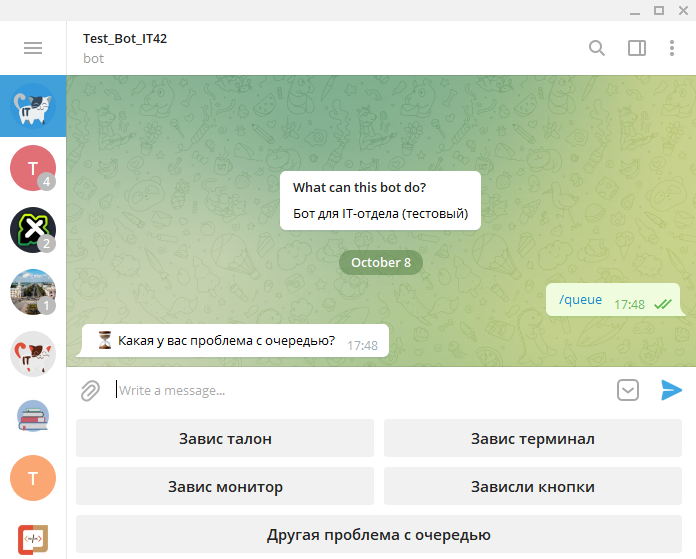 Test_Bot_IT42
bot
What can this bot do?
Бот для IT-отдела (тестовый)
October 8
/queue 17:48
⏳ Какая у вас проблема с очередью? 17:48
Write a message...
Завис талон
Завис терминал
Завис монитор
Зависли кнопки
Другая проблема с очередью
T
4
2
1
IT
T